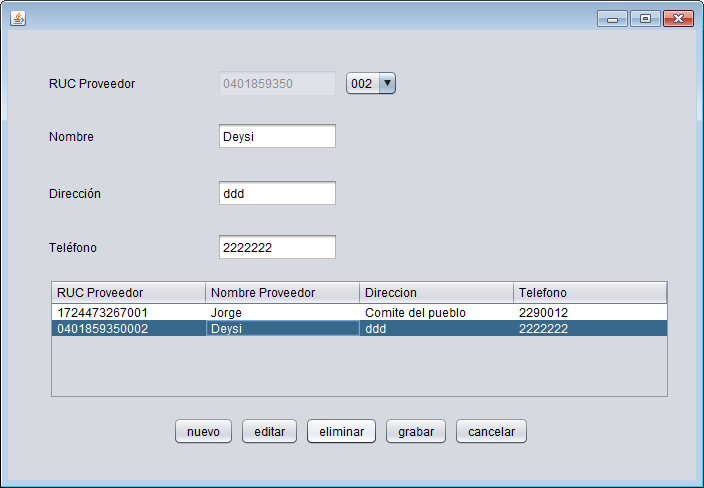 RUC Proveedor 0401859350 002
Nombre Deysi
Dirección ddd
Teléfono 2222222
RUC Proveedor Nombre Proveedor Direccion Telefono
1724473267001 Jorge Comite del pueblo 2290012
0401859350002 Deysi ddd 2222222
nuevo editar eliminar grabar cancelar